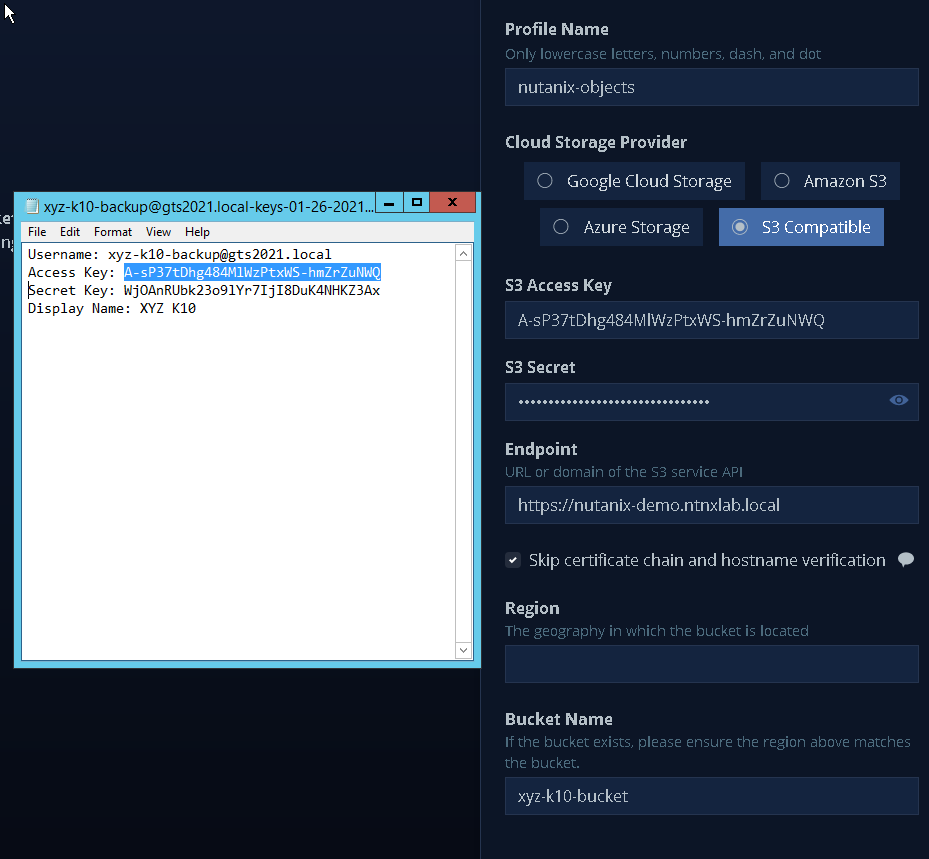 xyz-k10-backup@gts2021.local-keys-01-26-2021...
File Edit Format View Help
Username: xyz-k10-backup@gts2021.local
Access Key: A-sP37tDhg484MlWzPtxWS-hmZrZuNWQ
Secret Key: WjOAnRUbk23o9lYr7IjI8DuK4NHKZ3Ax
Display Name: XYZ K10
Profile Name
Only lowercase letters, numbers, dash, and dot
nutanix-objects
Cloud Storage Provider
Google Cloud Storage
Amazon S3
Azure Storage
S3 Compatible
S3 Access Key
A-sP37tDhg484MlWzPtxWS-hmZrZuNWQ
S3 Secret
Endpoint
URL or domain of the S3 service API
https://nutanix-demo.ntnxlab.local
Skip certificate chain and hostname verification
Region
The geography in which the bucket is located
Bucket Name
If the bucket exists, please ensure the region above matches
the bucket.
xyz-k10-bucket